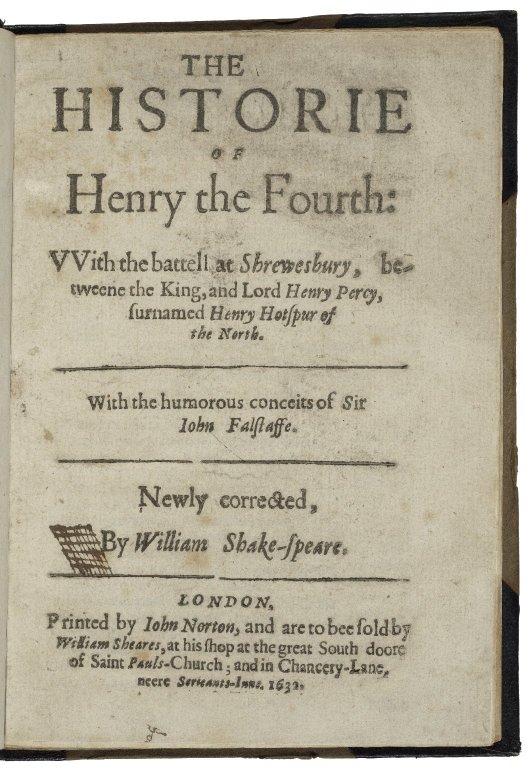 THE
HISTORIE
OF
Henry the Fourth:
VVith the battell at Shrewesbury, be-
tweene the King, and Lord Henry Percy,
ſurnamed Henry Hotſpur of
the North.
With the humorous conceits of Sir
Iohn Falſtaffe.
Newly corrected,
By William Shake-ſpeare.
LONDON,
Printed by Iohn Norton, and are to bee ſold by
William Sheares, at his ſhop at the great South doore
of Saint Pauls-Church; and in Chancery-Lane,
neere Serieants-Inne. 1632.